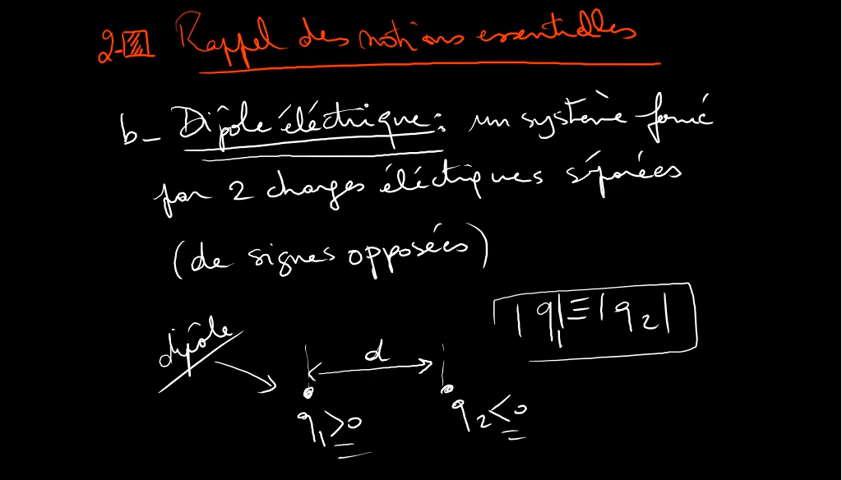 2- Rappel des notions essentielles
b- Dipôle électrique: un système formé
par 2 charges électriques séparées
(de signes opposées)
|q₁| ≡ |q₂|
dipôle
d
q₁>0 q₂<0